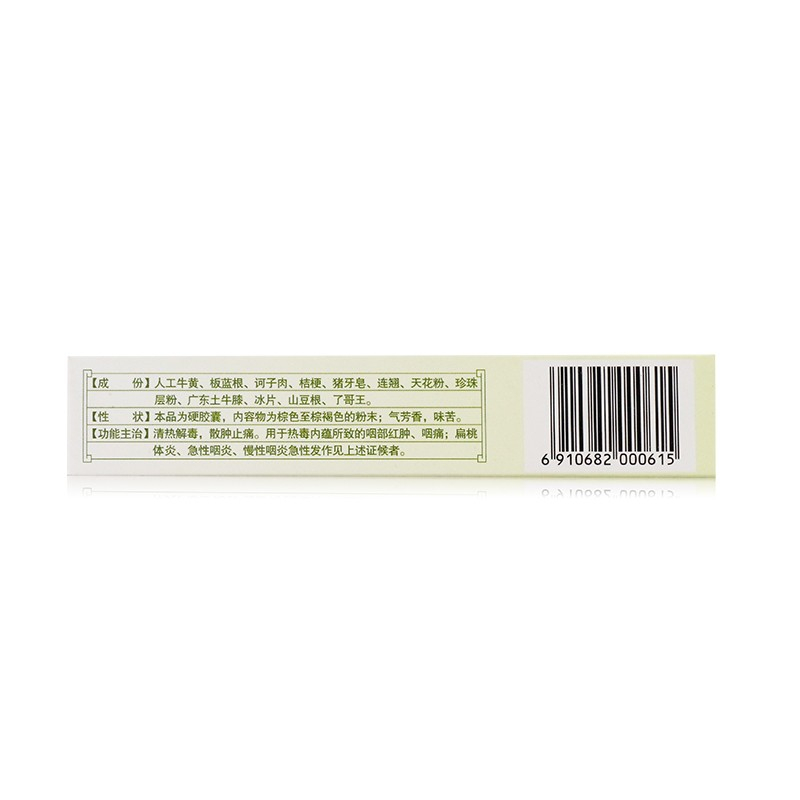 【成　份】人工牛黄、板蓝根、诃子肉、桔梗、猪牙皂、连翘、天花粉、珍珠
层粉、广东土牛膝、冰片、山豆根、了哥王。
【性　状】本品为硬胶囊，内容物为棕色至棕褐色的粉末；气芳香，味苦。
【功能主治】清热解毒，散肿止痛。用于热毒内蕴所致的咽部红肿、咽痛；扁桃
体炎、急性咽炎、慢性咽炎急性发作见上述证候者。
6 910682 000615